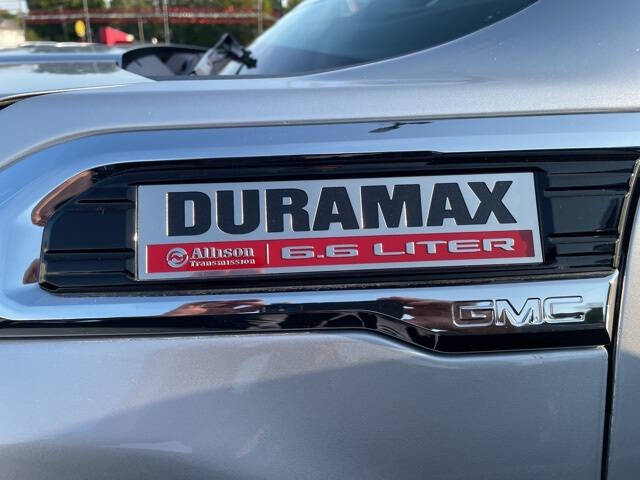 DURAMAX
Allison Transmission 6.6 LITER
GMC